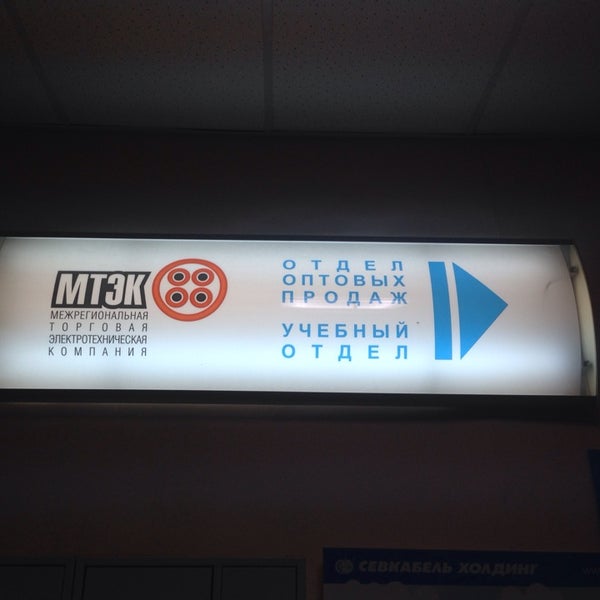 МТЭК
МЕЖРЕГИОНАЛЬНАЯ
ТОРГОВАЯ
ЭЛЕКТРОТЕХНИЧЕСКАЯ
КОМПАНИЯ
ОТДЕЛ
ОПТОВЫХ
ПРОДАЖ
УЧЕБНЫЙ
ОТДЕЛ
СЕВКАБЕЛЬ ХОЛДИНГ